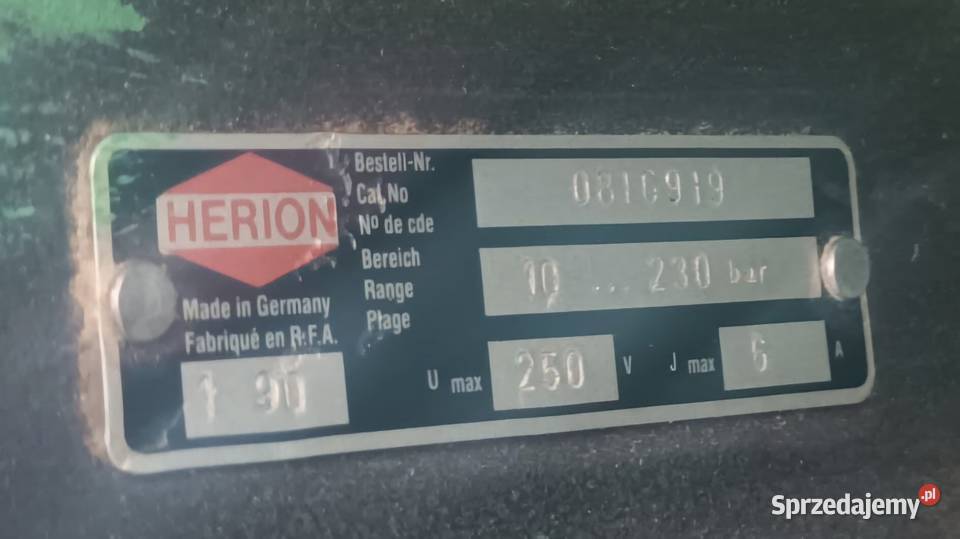 HERION
Made in Germany
Fabriqué en R.F.A.
1 90
Bestell-Nr.
Cat.No
Nº de cde
0816919
Bereich
Range
Plage
10 ... 230 bar
U max 250 V
J max 6 A
Sprzedajemy.pl